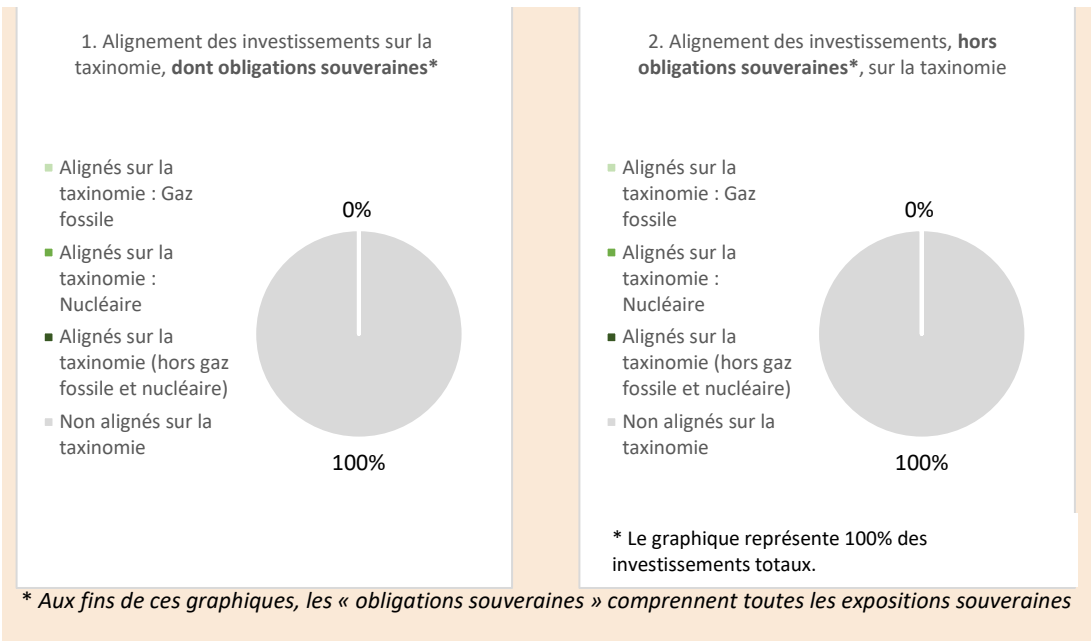 1. Alignement des investissements sur la
taxinomie, dont obligations souveraines*
Alignés sur la
taxinomie : Gaz
fossile
Alignés sur la
taxinomie :
Nucléaire
Alignés sur la
taxinomie (hors gaz
fossile et nucléaire)
Non alignés sur la
taxinomie
0%
100%
2. Alignement des investissements, hors
obligations souveraines*, sur la taxinomie
Alignés sur la
taxinomie : Gaz
fossile
Alignés sur la
taxinomie :
Nucléaire
Alignés sur la
taxinomie (hors gaz
fossile et nucléaire)
Non alignés sur la
taxinomie
0%
100%
* Le graphique représente 100% des
investissements totaux.
* Aux fins de ces graphiques, les « obligations souveraines » comprennent toutes les expositions souveraines